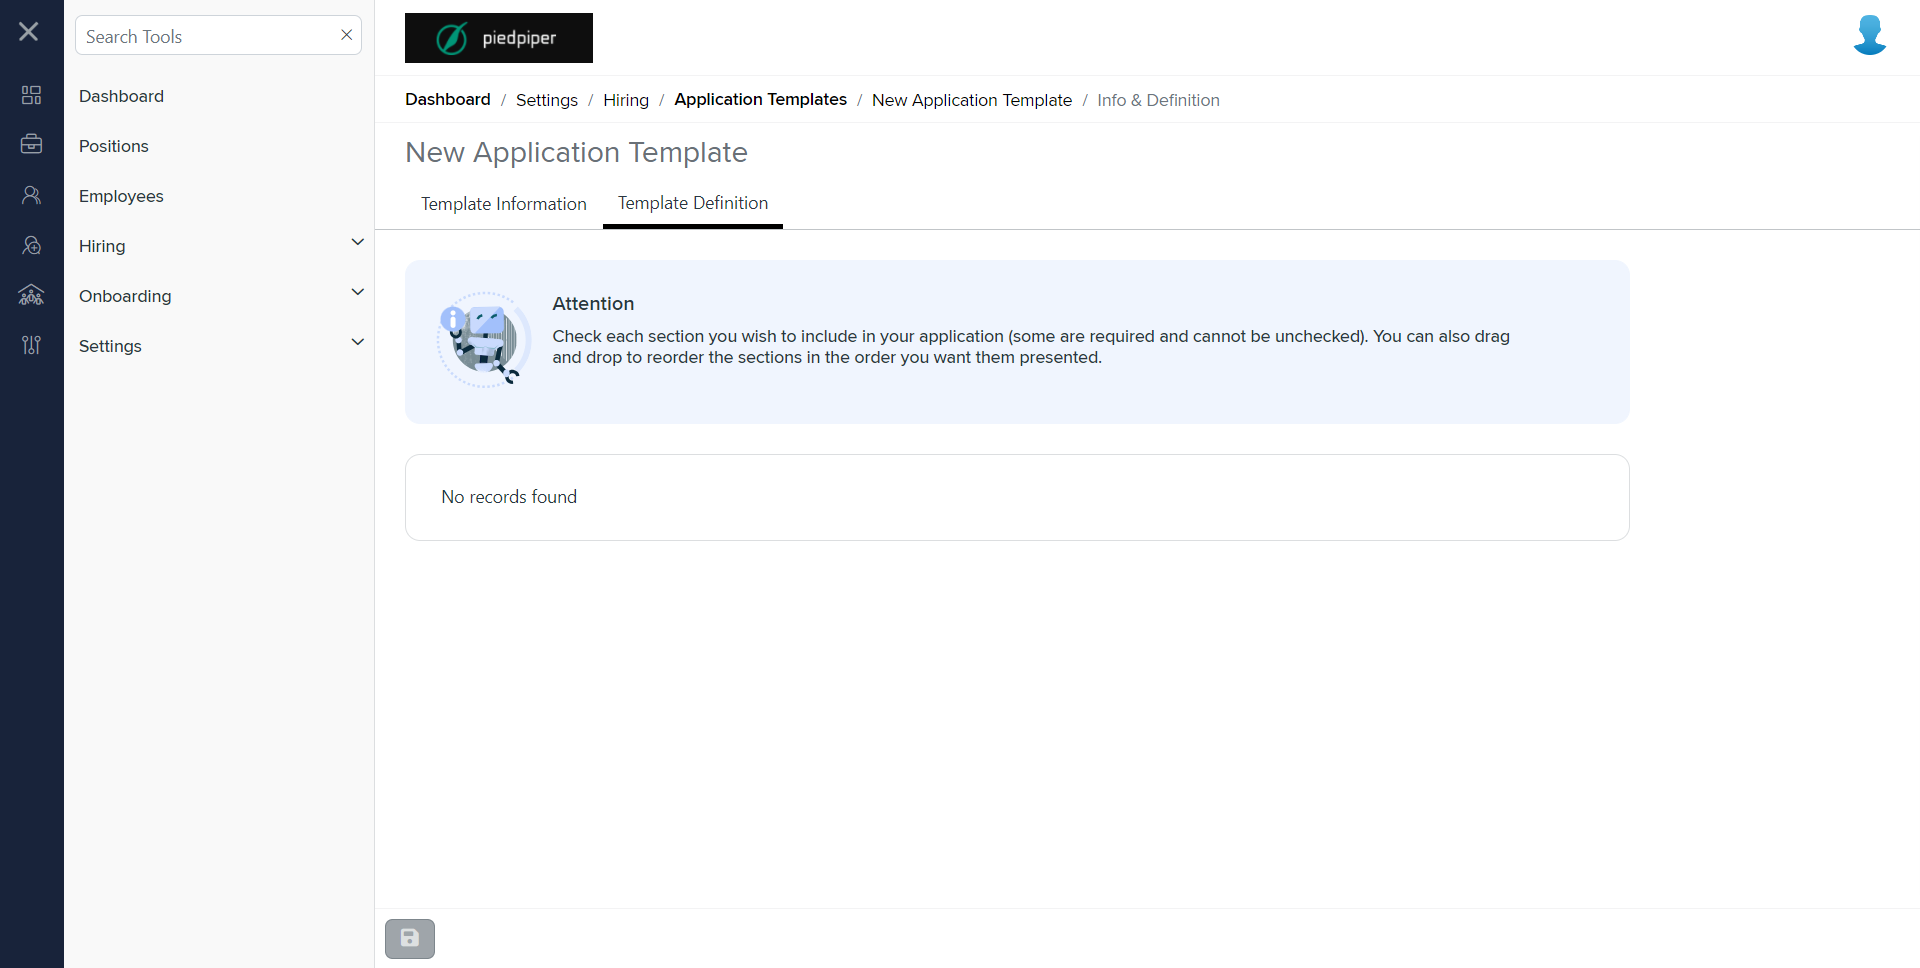 Search Tools
Dashboard
Positions
Employees
Hiring
Onboarding
Settings
piedpiper
Dashboard / Settings / Hiring / Application Templates / New Application Template / Info & Definition
New Application Template
Template Information
Template Definition
Attention
Check each section you wish to include in your application (some are required and cannot be unchecked). You can also drag
and drop to reorder the sections in the order you want them presented.
No records found